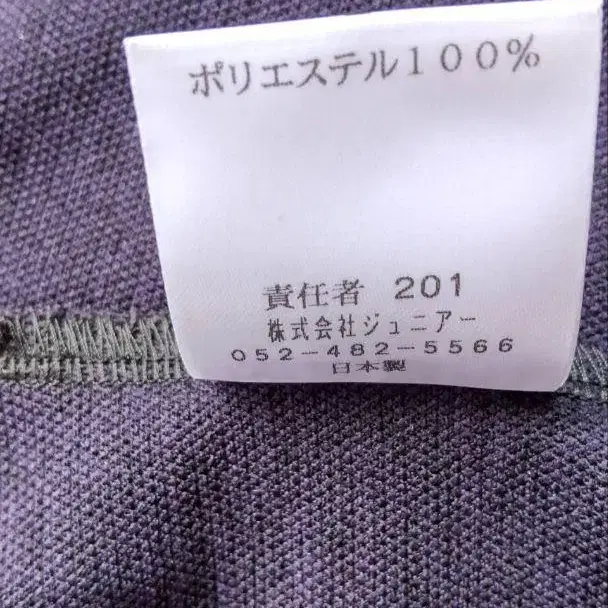 ポリエステル100%
責任者 201
株式会社ジュニアー
052-482-5566
日本製